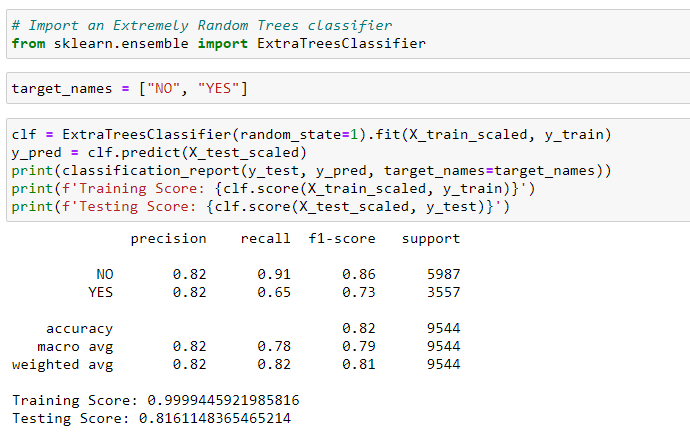 # Import an Extremely Random Trees classifier
from sklearn.ensemble import ExtraTreesClassifier
target_names = ["NO", "YES"]
clf = ExtraTreesClassifier(random_state=1).fit(X_train_scaled, y_train)
y_pred = clf.predict(X_test_scaled)
print(classification_report(y_test, y_pred, target_names=target_names))
print(f'Training Score: {clf.score(X_train_scaled, y_train)}')
print(f'Testing Score: {clf.score(X_test_scaled, y_test)}')
precision recall f1-score support
NO 0.82 0.91 0.86 5987
YES 0.82 0.65 0.73 3557
accuracy 0.82 9544
macro avg 0.82 0.78 0.79 9544
weighted avg 0.82 0.82 0.81 9544
Training Score: 0.9999445921985816
Testing Score: 0.8161148365465214